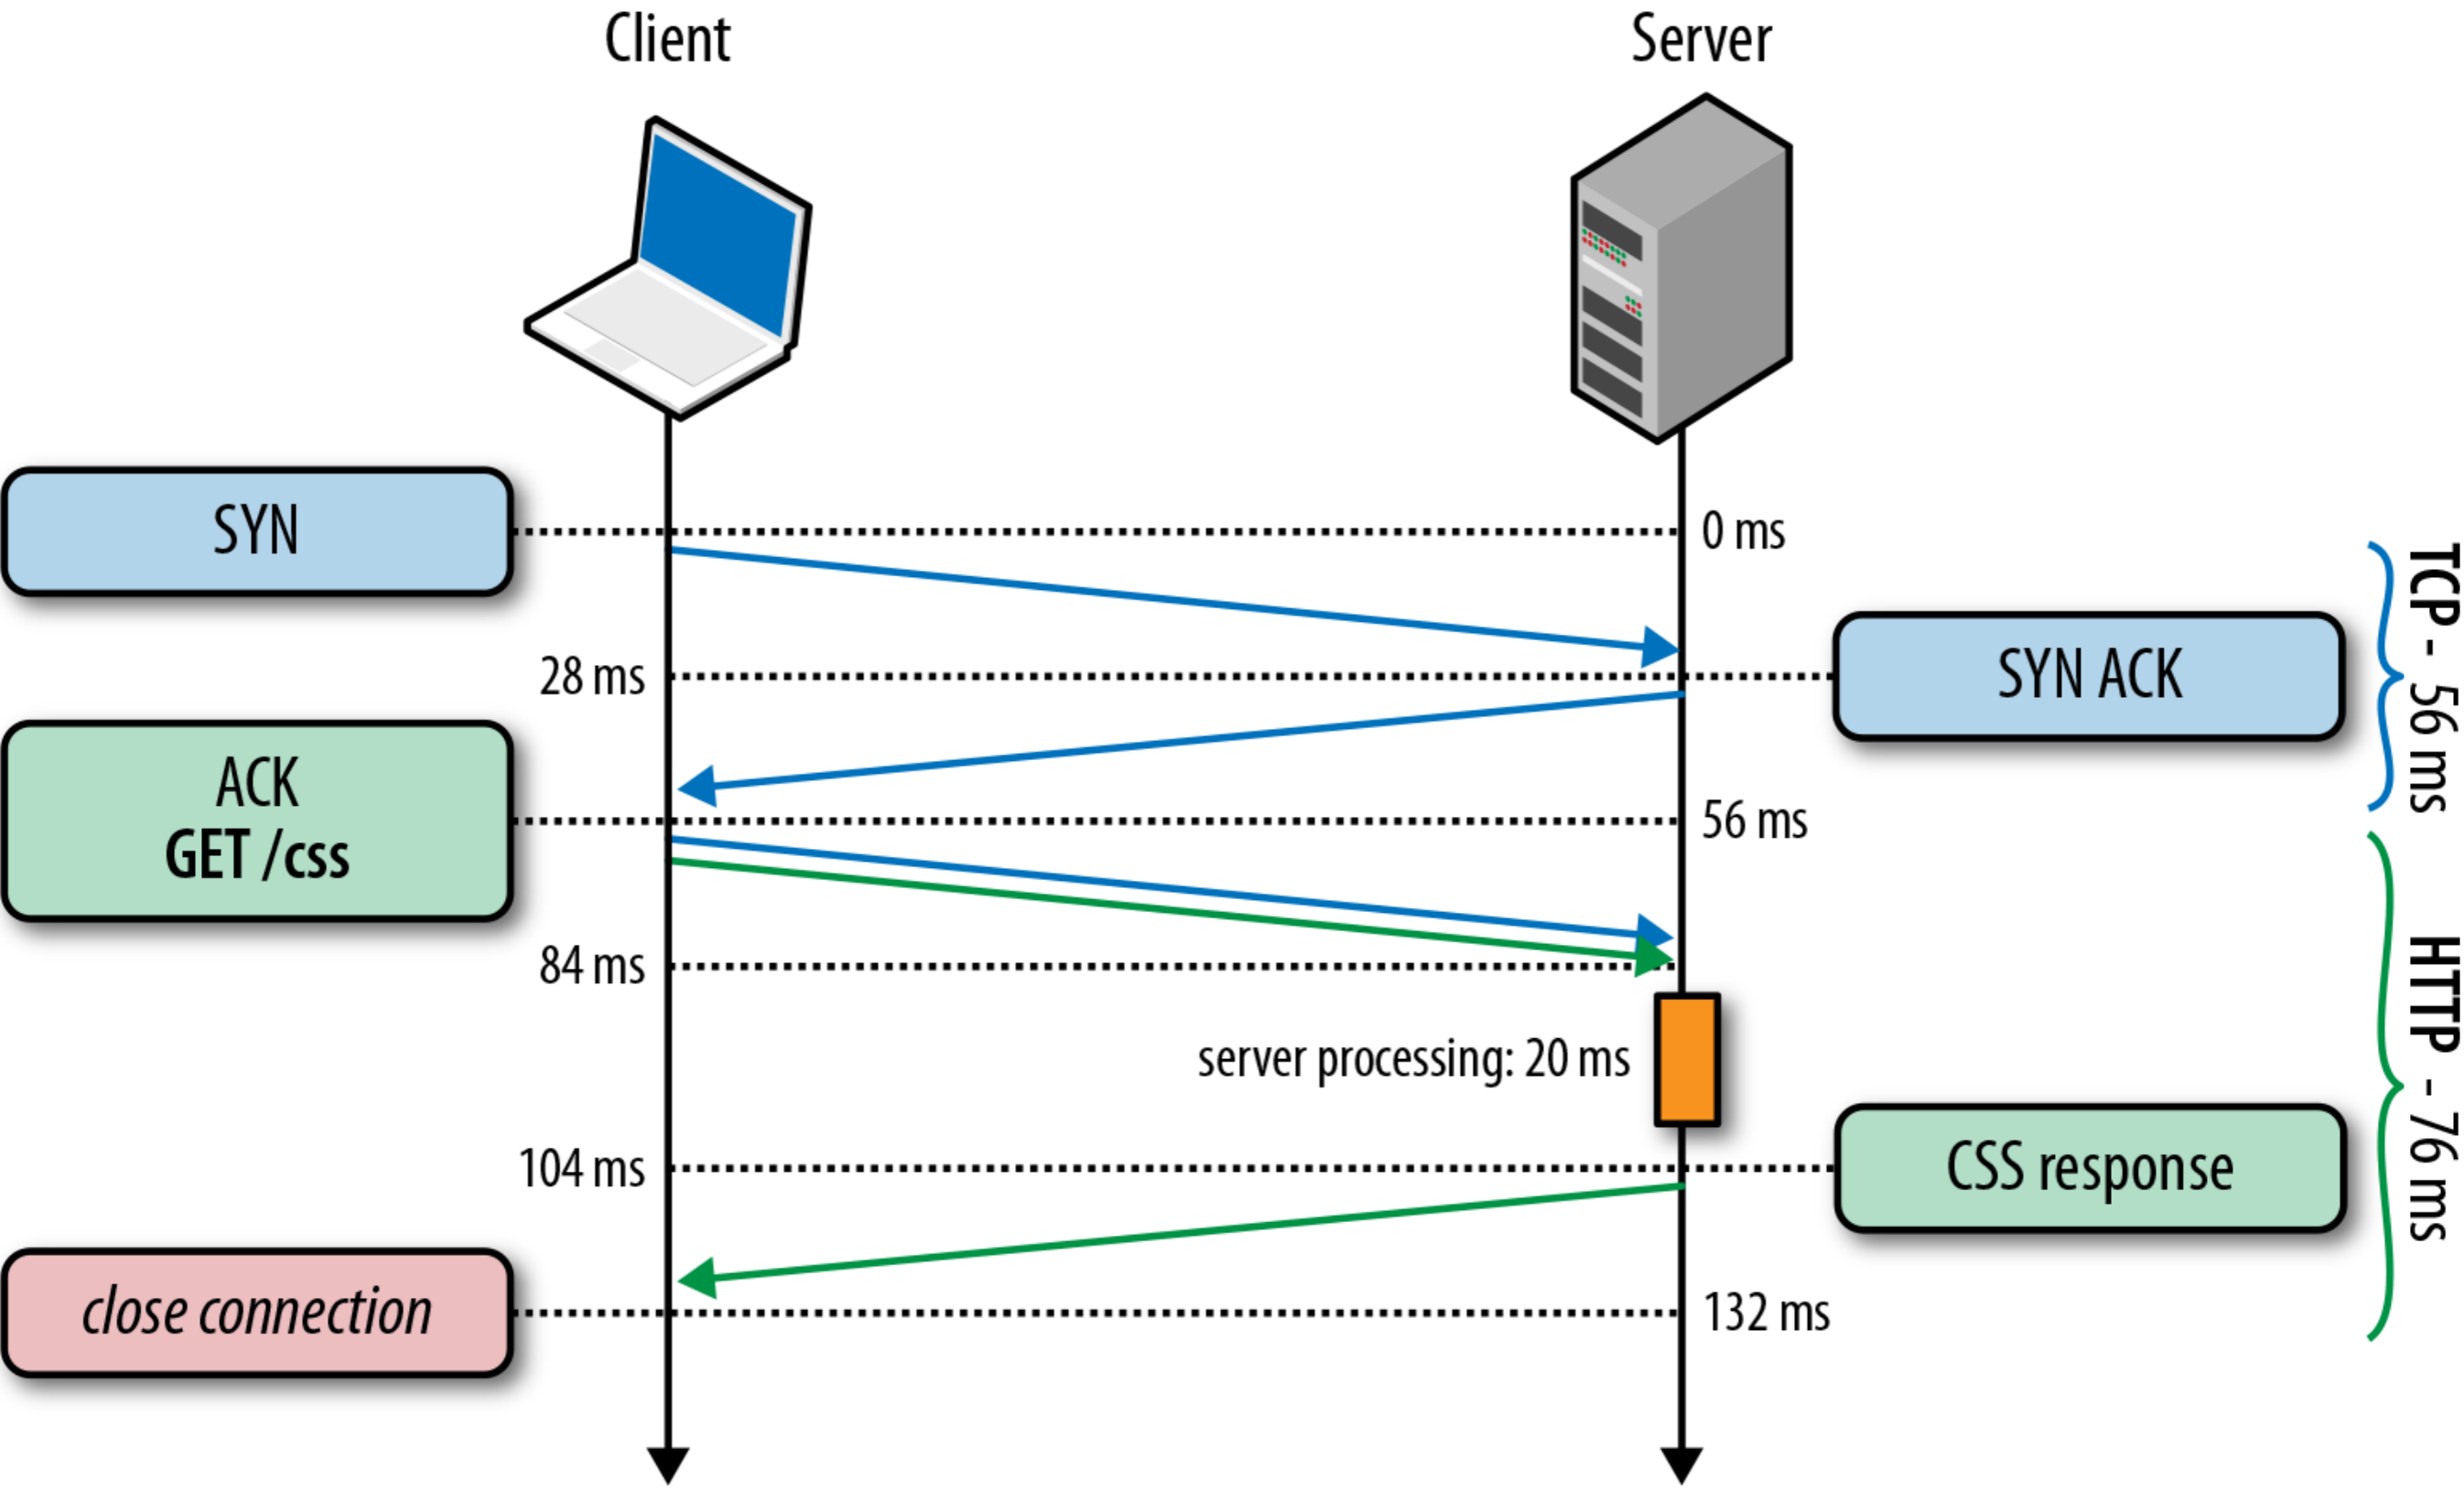 Client
Server
SYN
0 ms
28 ms
SYN ACK
TCP - 56 ms
ACK
GET /css
56 ms
84 ms
server processing: 20 ms
HTTP - 76 ms
104 ms
CSS response
close connection
132 ms